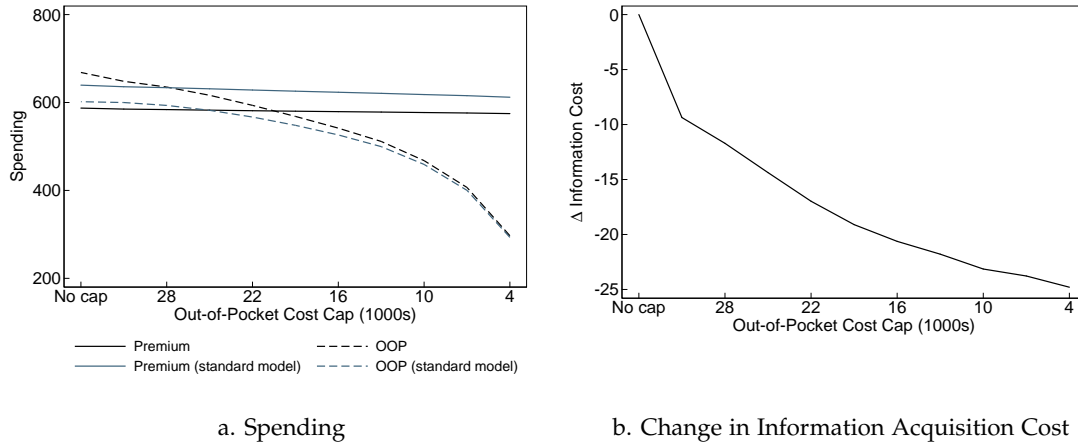 800
600
400
200
Spending
No cap 28 22 16 10 4
Out-of-Pocket Cost Cap (1000s)
Premium OOP
Premium (standard model) OOP (standard model)
a. Spending
0
-5
-10
-15
-20
-25
Δ Information Cost
No cap 28 22 16 10 4
Out-of-Pocket Cost Cap (1000s)
b. Change in Information Acquisition Cost